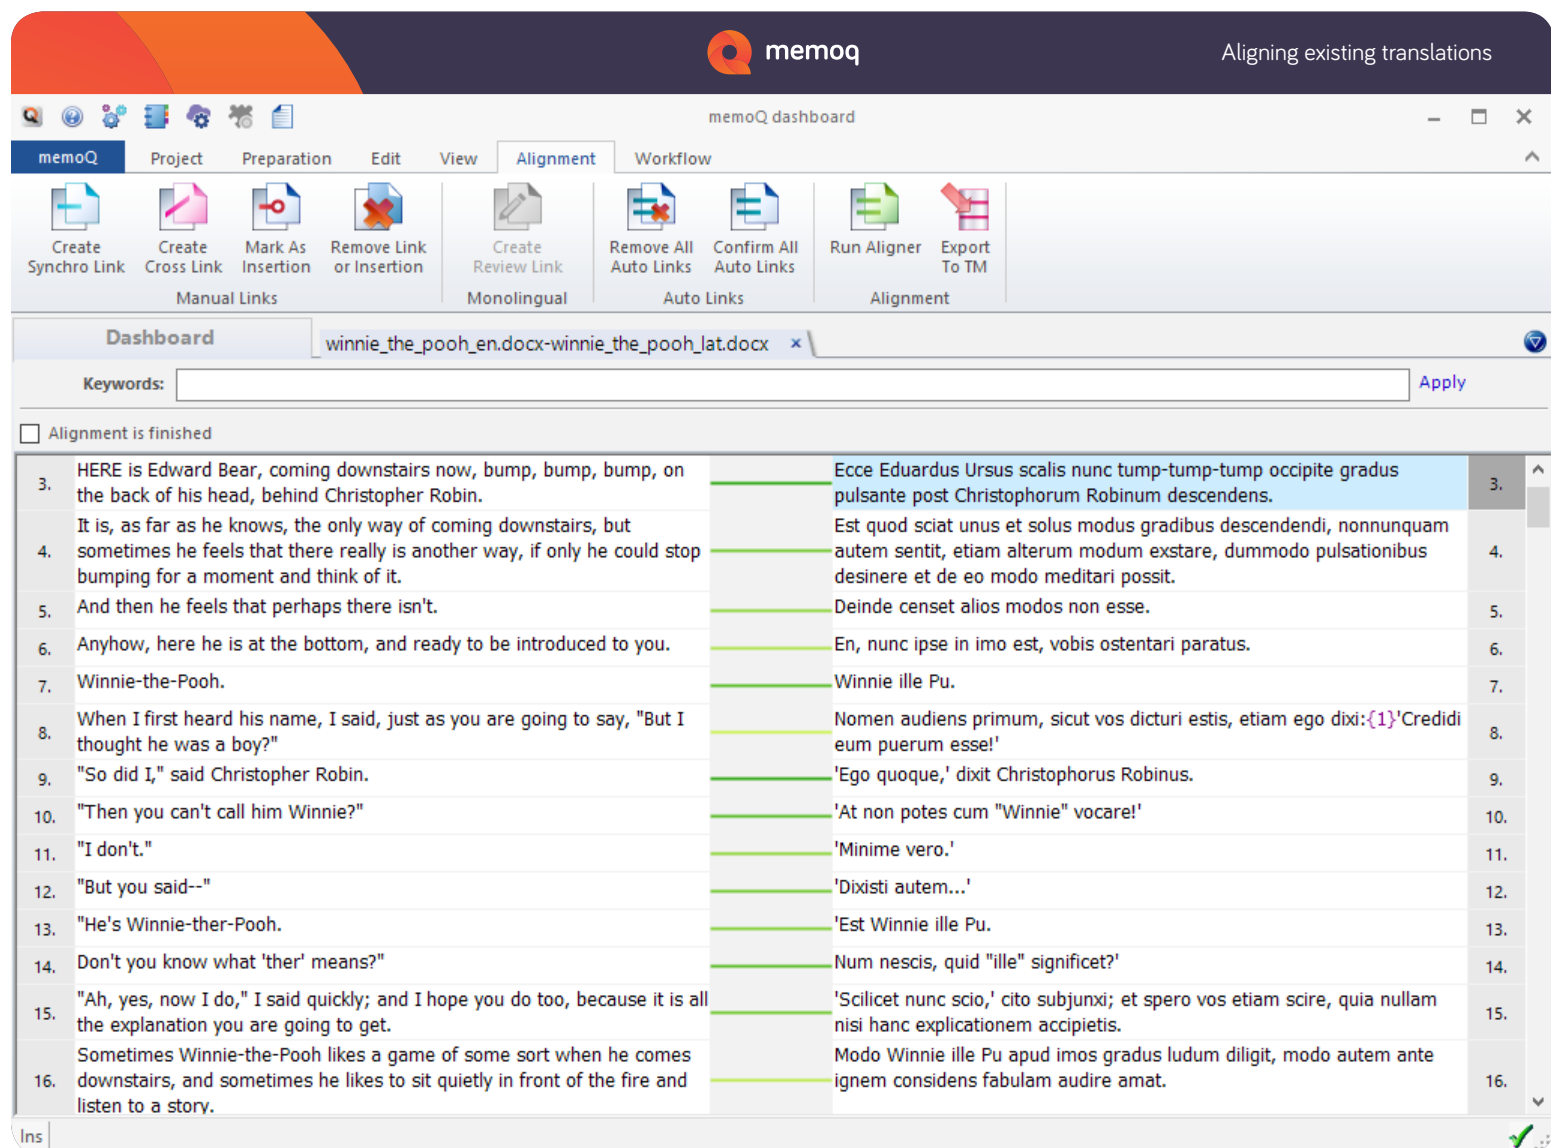 memoq
Aligning existing translations
memoQ dashboard
memoQ Project Preparation Edit View Alignment Workflow
Create Synchro Link
Create Cross Link
Mark As Insertion
Remove Link or Insertion
Create Review Link
Remove All Auto Links
Confirm All Auto Links
Run Aligner
Export To TM
Manual Links Monolingual Auto Links Alignment
Dashboard winnie_the_pooh_en.docx-winnie_the_pooh_lat.docx
Keywords: Apply
Alignment is finished
3. HERE is Edward Bear, coming downstairs now, bump, bump, bump, on
the back of his head, behind Christopher Robin.
Ecce Eduardus Ursus scalis nunc tump-tump-tump occipite gradus
pulsante post Christophorum Robinum descendens. 3.
4. It is, as far as he knows, the only way of coming downstairs, but
sometimes he feels that there really is another way, if only he could stop
bumping for a moment and think of it.
Est quod sciat unus et solus modus gradibus descendendi, nonnunquam
autem sentit, etiam alterum modum exstare, dummodo pulsationibus
desinere et de eo modo meditari possit. 4.
5. And then he feels that perhaps there isn't.
Deinde censet alios modos non esse. 5.
6. Anyhow, here he is at the bottom, and ready to be introduced to you.
En, nunc ipse in imo est, vobis ostentari paratus. 6.
7. Winnie-the-Pooh.
Winnie ille Pu. 7.
8. When I first heard his name, I said, just as you are going to say, "But I
thought he was a boy?"
Nomen audiens primum, sicut vos dicturi estis, etiam ego dixi:{1}'Credidi
eum puerum esse!' 8.
9. "So did I," said Christopher Robin.
'Ego quoque,' dixit Christophorus Robinus. 9.
10. "Then you can't call him Winnie?"
'At non potes cum "Winnie" vocare!' 10.
11. "I don't."
'Minime vero.' 11.
12. "But you said--"
'Dixisti autem...' 12.
13. "He's Winnie-ther-Pooh.
'Est Winnie ille Pu. 13.
14. Don't you know what 'ther' means?"
Num nescis, quid "ille" significet?' 14.
15. "Ah, yes, now I do," I said quickly; and I hope you do too, because it is all
the explanation you are going to get.
'Scilicet nunc scio,' cito subjunxi; et spero vos etiam scire, quia nullam
nisi hanc explicationem accipietis. 15.
16. Sometimes Winnie-the-Pooh likes a game of some sort when he comes
downstairs, and sometimes he likes to sit quietly in front of the fire and
listen to a story.
Modo Winnie ille Pu apud imos gradus ludum diligit, modo autem ante
ignem considens fabulam audire amat. 16.
Ins